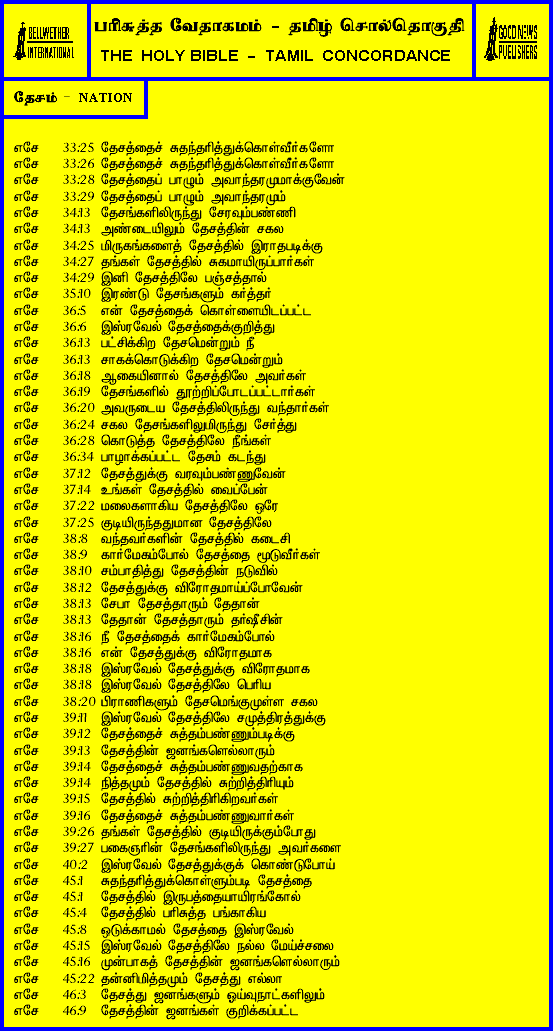 BELLWETHER
INTERNATIONAL
பரிசுத்த வேதாகமம் - தமிழ் சொல்தொகுதி
THE HOLY BIBLE - TAMIL CONCORDANCE
GOOD NEWS
PUBLISHERS
தேசம் - NATION
எசே 33:25 தேசத்தைச் சுதந்தரித்துக்கொள்வீர்களோ
எசே 33:26 தேசத்தைச் சுதந்தரித்துக்கொள்வீர்களோ
எசே 33:28 தேசத்தைப் பாழும் அவாந்தரமுமாக்குவேன்
எசே 33:29 தேசத்தைப் பாழும் அவாந்தரமும்
எசே 34:13 தேசங்களிலிருந்து சேரவும்பண்ணி
எசே 34:13 அண்டையிலும் தேசத்தின் சகல
எசே 34:25 மிருகங்களைத் தேசத்தில் இராதபடிக்கு
எசே 34:27 தங்கள் தேசத்தில் சுகமாயிருப்பார்கள்
எசே 34:29 இனி தேசத்திலே பஞ்சத்தால்
எசே 35:10 இரண்டு தேசங்களும் கர்த்தர்
எசே 36:5 என் தேசத்தைக் கொள்ளையிடப்பட்ட
எசே 36:6 இஸ்ரவேல் தேசத்தைக்குறித்து
எசே 36:13 பட்சிக்கிற தேசமென்றும் நீ
எசே 36:13 சாகக்கொடுக்கிற தேசமென்றும்
எசே 36:18 ஆகையினால் தேசத்திலே அவர்கள்
எசே 36:19 தேசங்களில் தூற்றிப்போடப்பட்டார்கள்
எசே 36:20 அவருடைய தேசத்திலிருந்து வந்தார்கள்
எசே 36:24 சகல தேசங்களிலுமிருந்து சேர்த்து
எசே 36:28 கொடுத்த தேசத்திலே நீங்கள்
எசே 36:34 பாழாக்கப்பட்ட தேசம் கடந்து
எசே 37:12 தேசத்துக்கு வரவும்பண்ணுவேன்
எசே 37:14 உங்கள் தேசத்தில் வைப்பேன்
எசே 37:22 மலைகளாகிய தேசத்திலே ஒரே
எசே 37:25 குடியிருந்ததுமான தேசத்திலே
எசே 38:8 வந்தவர்களின் தேசத்தில் கடைசி
எசே 38:9 கார்மேகம்போல் தேசத்தை மூடுவீர்கள்
எசே 38:10 சம்பாதித்து தேசத்தின் நடுவில்
எசே 38:12 தேசத்துக்கு விரோதமாய்ப்போவேன்
எசே 38:13 சேபா தேசத்தாரும் தேதான்
எசே 38:13 தேதான் தேசத்தாரும் தர்ஷீசின்
எசே 38:16 நீ தேசத்தைக் கார்மேகம்போல்
எசே 38:16 என் தேசத்துக்கு விரோதமாக
எசே 38:18 இஸ்ரவேல் தேசத்துக்கு விரோதமாக
எசே 38:18 இஸ்ரவேல் தேசத்திலே பெரிய
எசே 38:20 பிராணிகளும் தேசமெங்குமுள்ள சகல
எசே 39:11 இஸ்ரவேல் தேசத்திலே சமுத்திரத்துக்கு
எசே 39:12 தேசத்தைச் சுத்தம்பண்ணும்படிக்கு
எசே 39:13 தேசத்தின் ஜனங்களெல்லாரும்
எசே 39:14 தேசத்தைச் சுத்தம்பண்ணுவதற்காக
எசே 39:14 நித்தமும் தேசத்தில் சுற்றித்திரியும்
எசே 39:15 தேசத்தில் சுற்றித்திரிகிறவர்கள்
எசே 39:16 தேசத்தைச் சுத்தம்பண்ணுவார்கள்
எசே 39:26 தங்கள் தேசத்தில் குடியிருக்கும்போது
எசே 39:27 பகைஞரின் தேசங்களிலிருந்து அவர்களை
எசே 40:2 இஸ்ரவேல் தேசத்துக்குக் கொண்டுபோய்
எசே 45:1 சுதந்தரித்துக்கொள்ளும்படி தேசத்தை
எசே 45:1 தேசத்தில் இருபத்தையாயிரங்கோல்
எசே 45:4 தேசத்தில் பரிசுத்த பங்காகிய
எசே 45:8 ஒடுக்காமல் தேசத்தை இஸ்ரவேல்
எசே 45:15 இஸ்ரவேல் தேசத்திலே நல்ல மேய்ச்சலை
எசே 45:16 முன்பாகத் தேசத்தின் ஜனங்களெல்லாரும்
எசே 45:22 தன்னிமித்தமும் தேசத்து எல்லா
எசே 46:3 தேசத்து ஜனங்களும் ஓய்வுநாட்களிலும்
எசே 46:9 தேசத்தின் ஜனங்கள் குறிக்கப்பட்ட